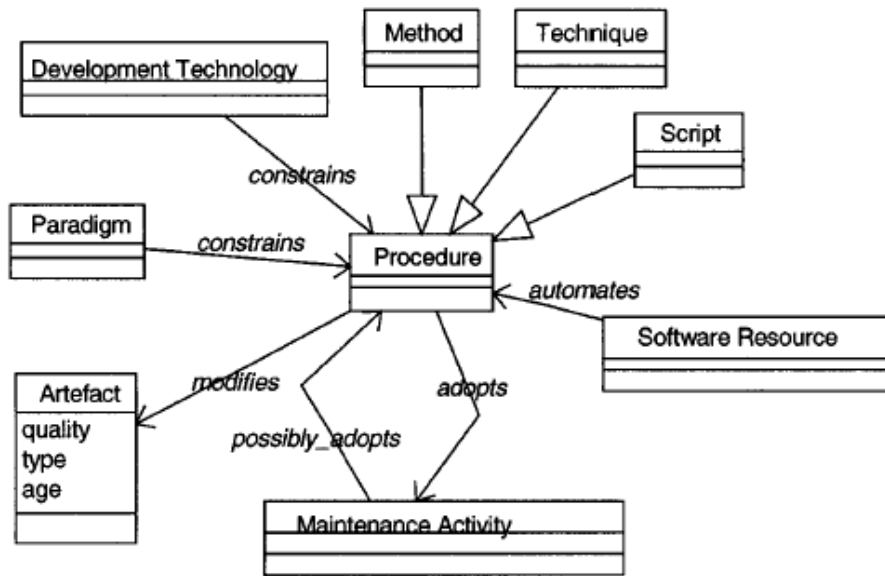 Method
Technique
Development Technology
Script
constrains
Paradigm
constrains
Procedure
automates
Software Resource
Artefact
quality
type
age
modifies
adopts
possibly_adopts
Maintenance Activity